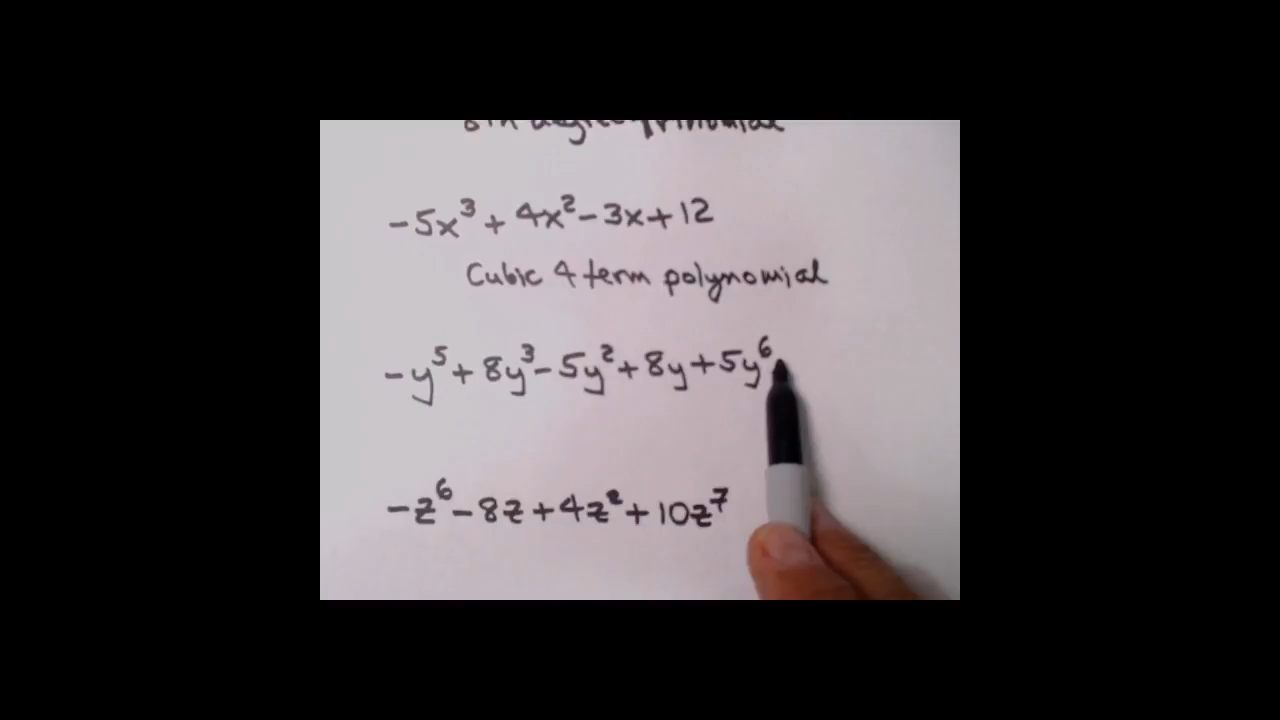 -5x³ + 4x² - 3x + 12
Cubic 4 term polynomial
-y⁵ + 8y³ - 5y² + 8y + 5y⁶
-z⁶ - 8z + 4z² + 10z⁷